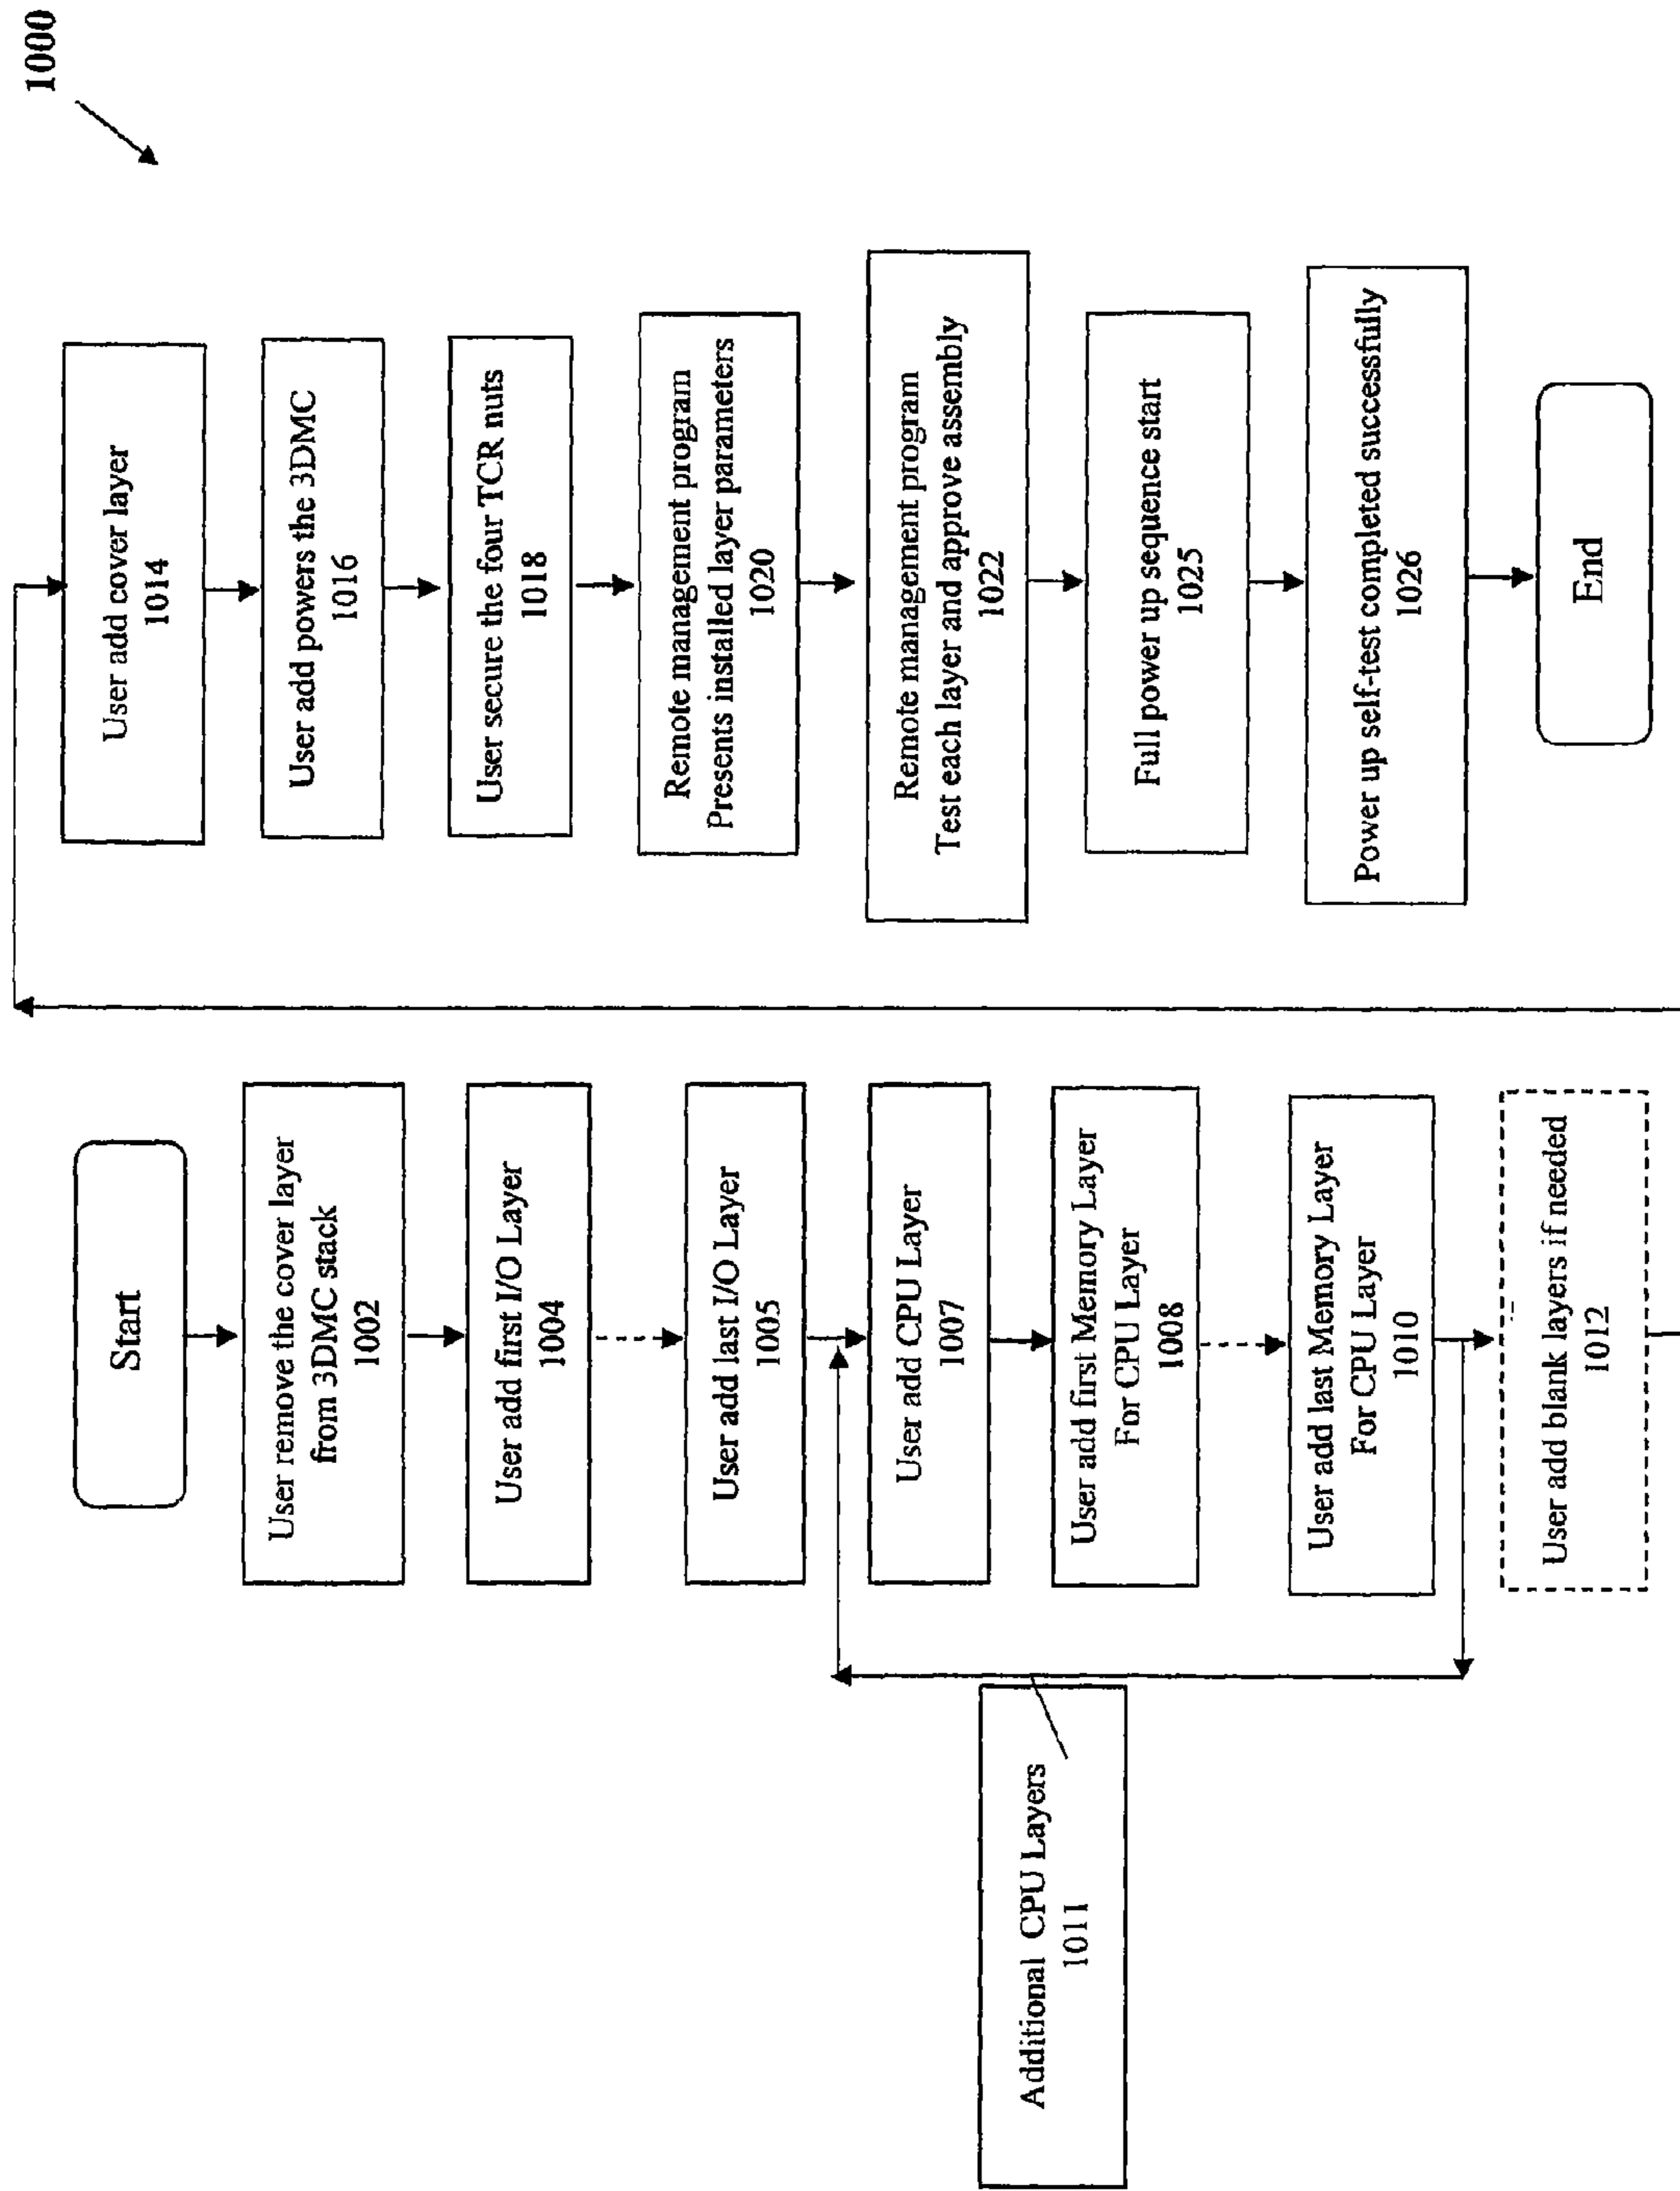 1000
Start
User remove the cover layer
from 3DMC stack
1002
User add first I/O Layer
1004
User add last I/O Layer
1005
User add CPU Layer
1007
User add first Memory Layer
For CPU Layer
1008
User add last Memory Layer
For CPU Layer
1010
Additional CPU Layers
1011
User add blank layers if needed
1012
User add cover layer
1014
User add powers the 3DMC
1016
User secure the four TCR nuts
1018
Remote management program
Presents installed layer parameters
1020
Remote management program
Test each layer and approve assembly
1022
Full power up sequence start
1025
Power up self-test completed successfully
1026
End